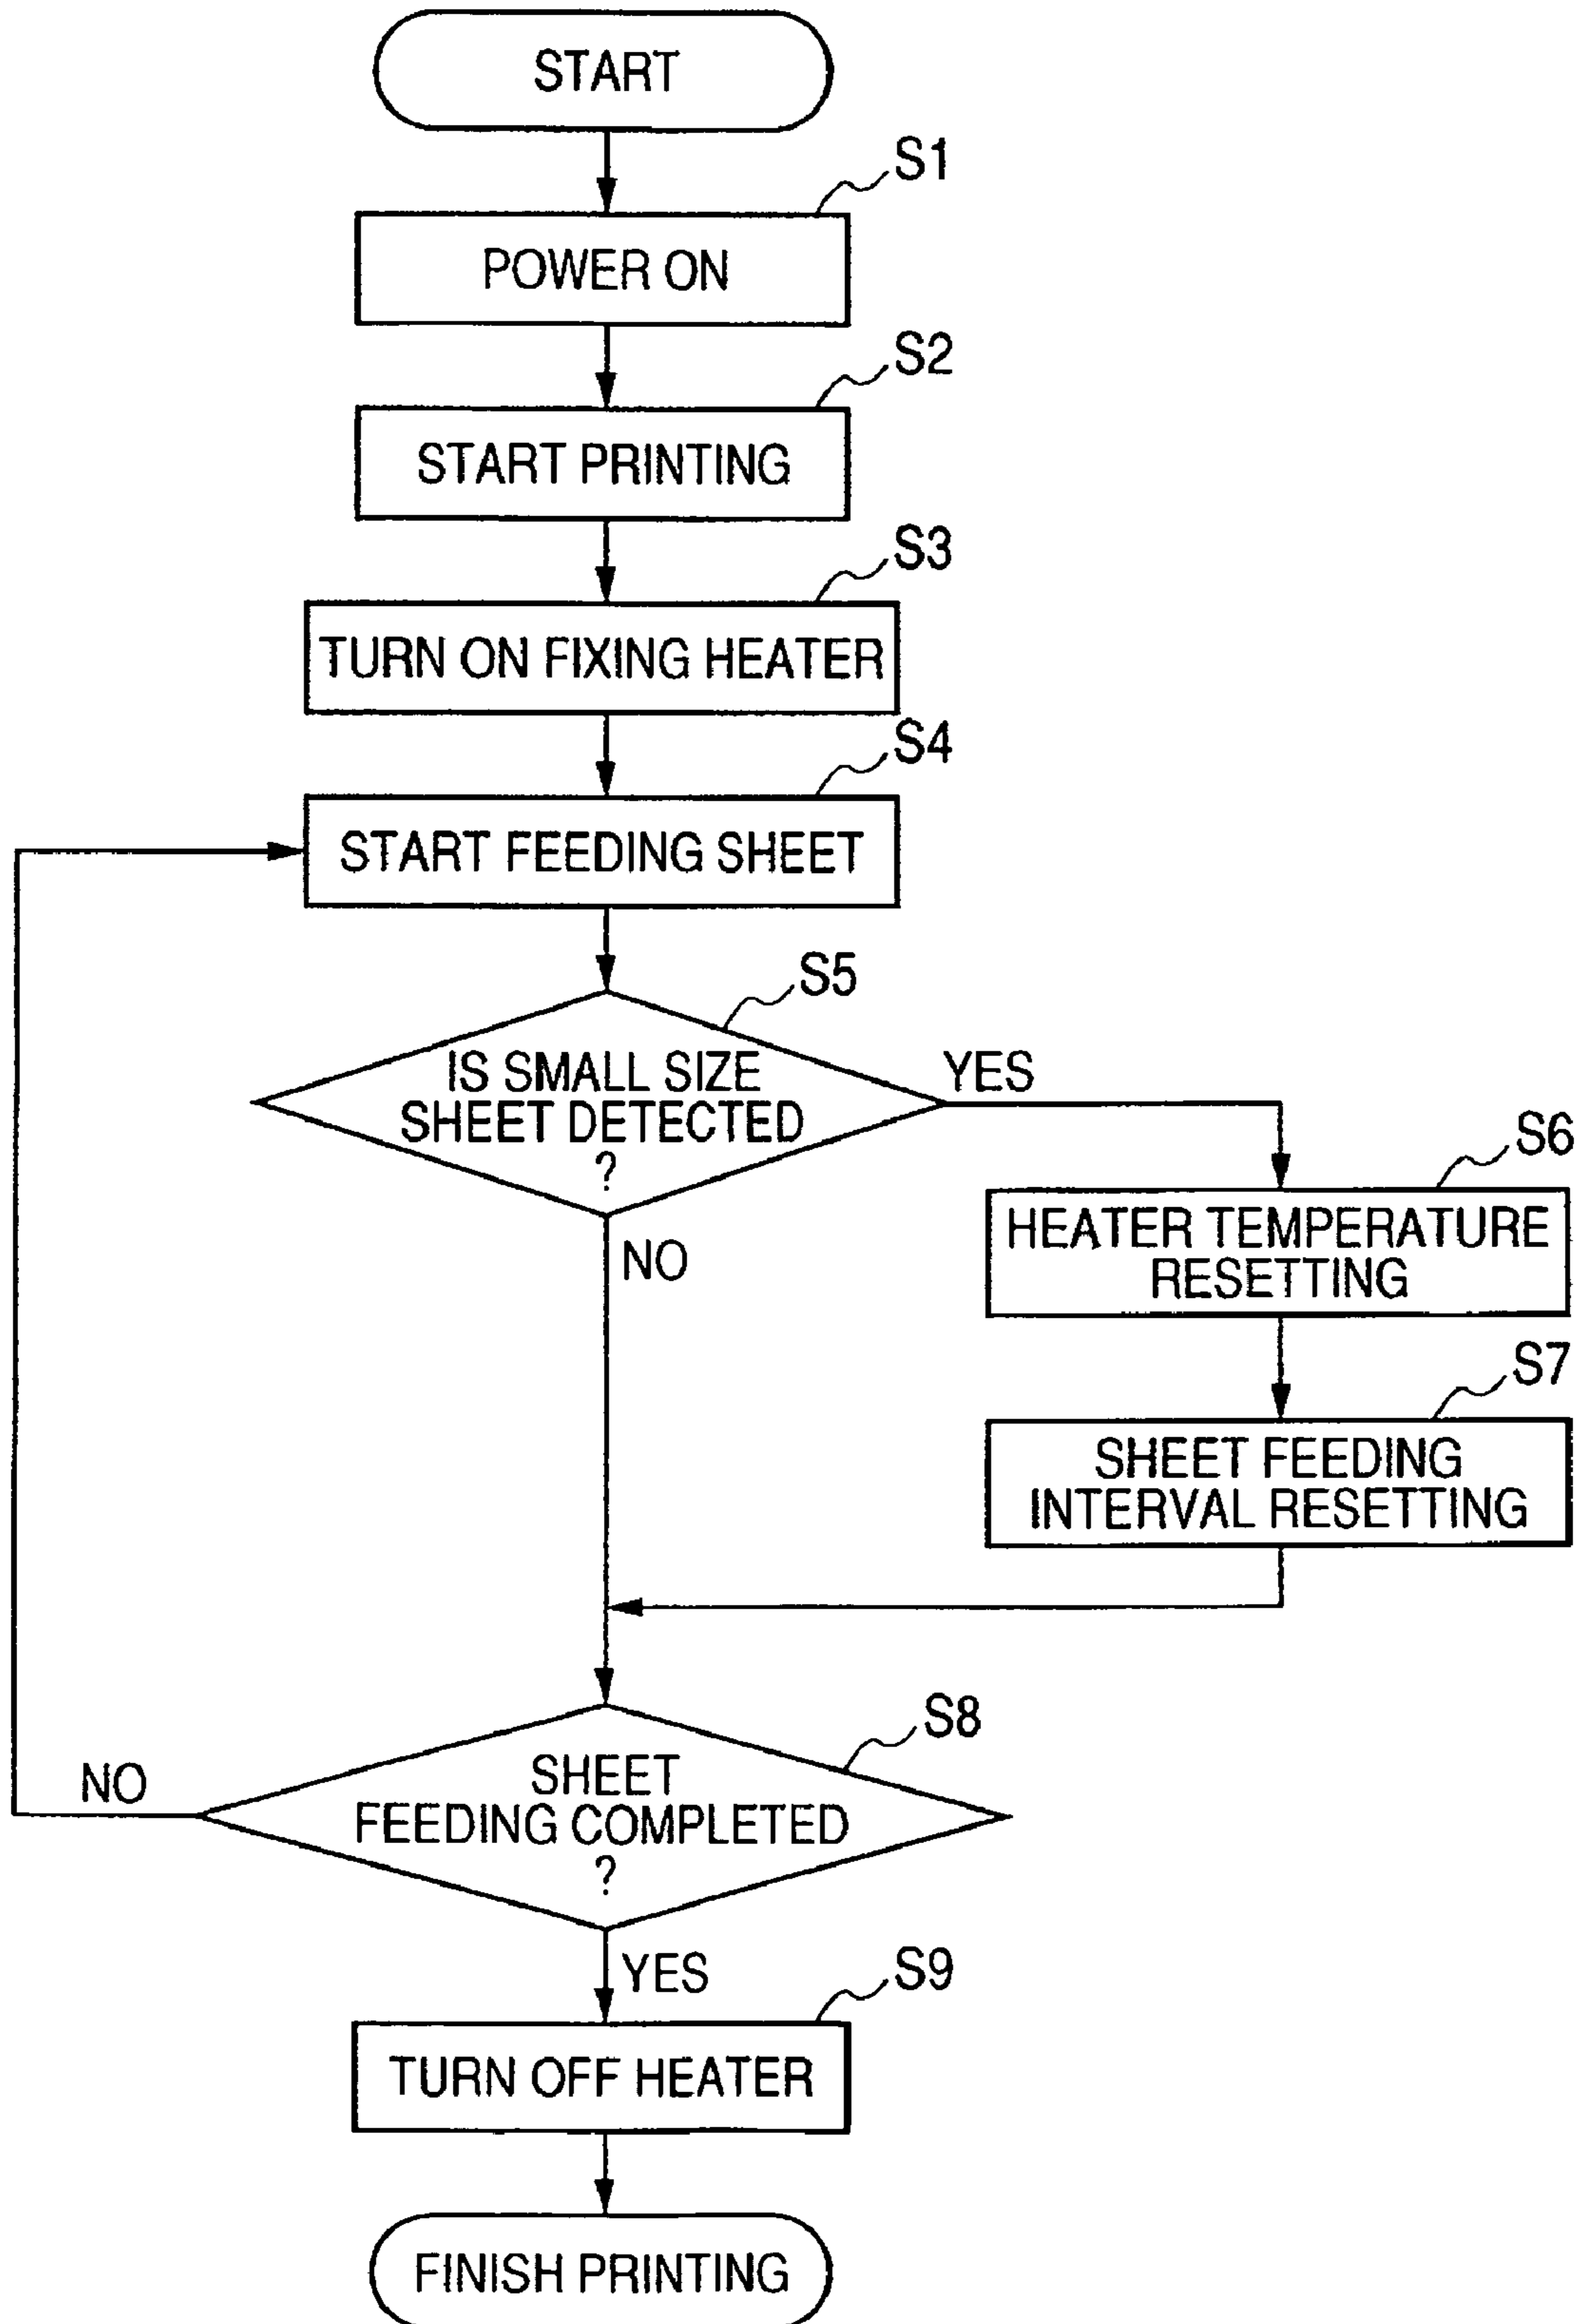 START
S1
POWER ON
S2
START PRINTING
S3
TURN ON FIXING HEATER
S4
START FEEDING SHEET
S5
IS SMALL SIZE
SHEET DETECTED
?
YES
NO
S6
HEATER TEMPERATURE
RESETTING
S7
SHEET FEEDING
INTERVAL RESETTING
S8
SHEET
FEEDING COMPLETED
?
NO
YES
S9
TURN OFF HEATER
FINISH PRINTING